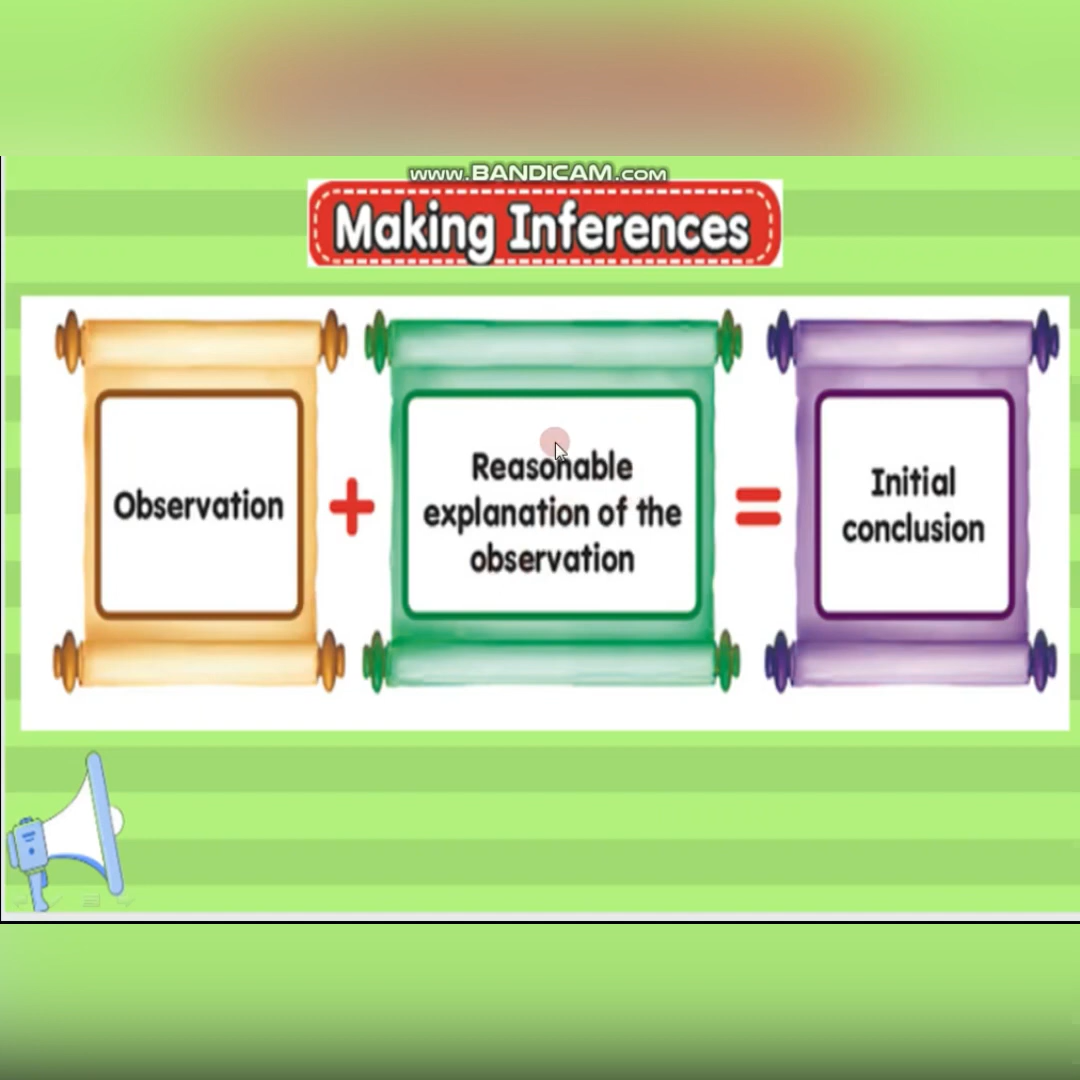 www.BANDICAM.com
Making Inferences
Observation
+
Reasonable
explanation of the
observation
=
Initial
conclusion